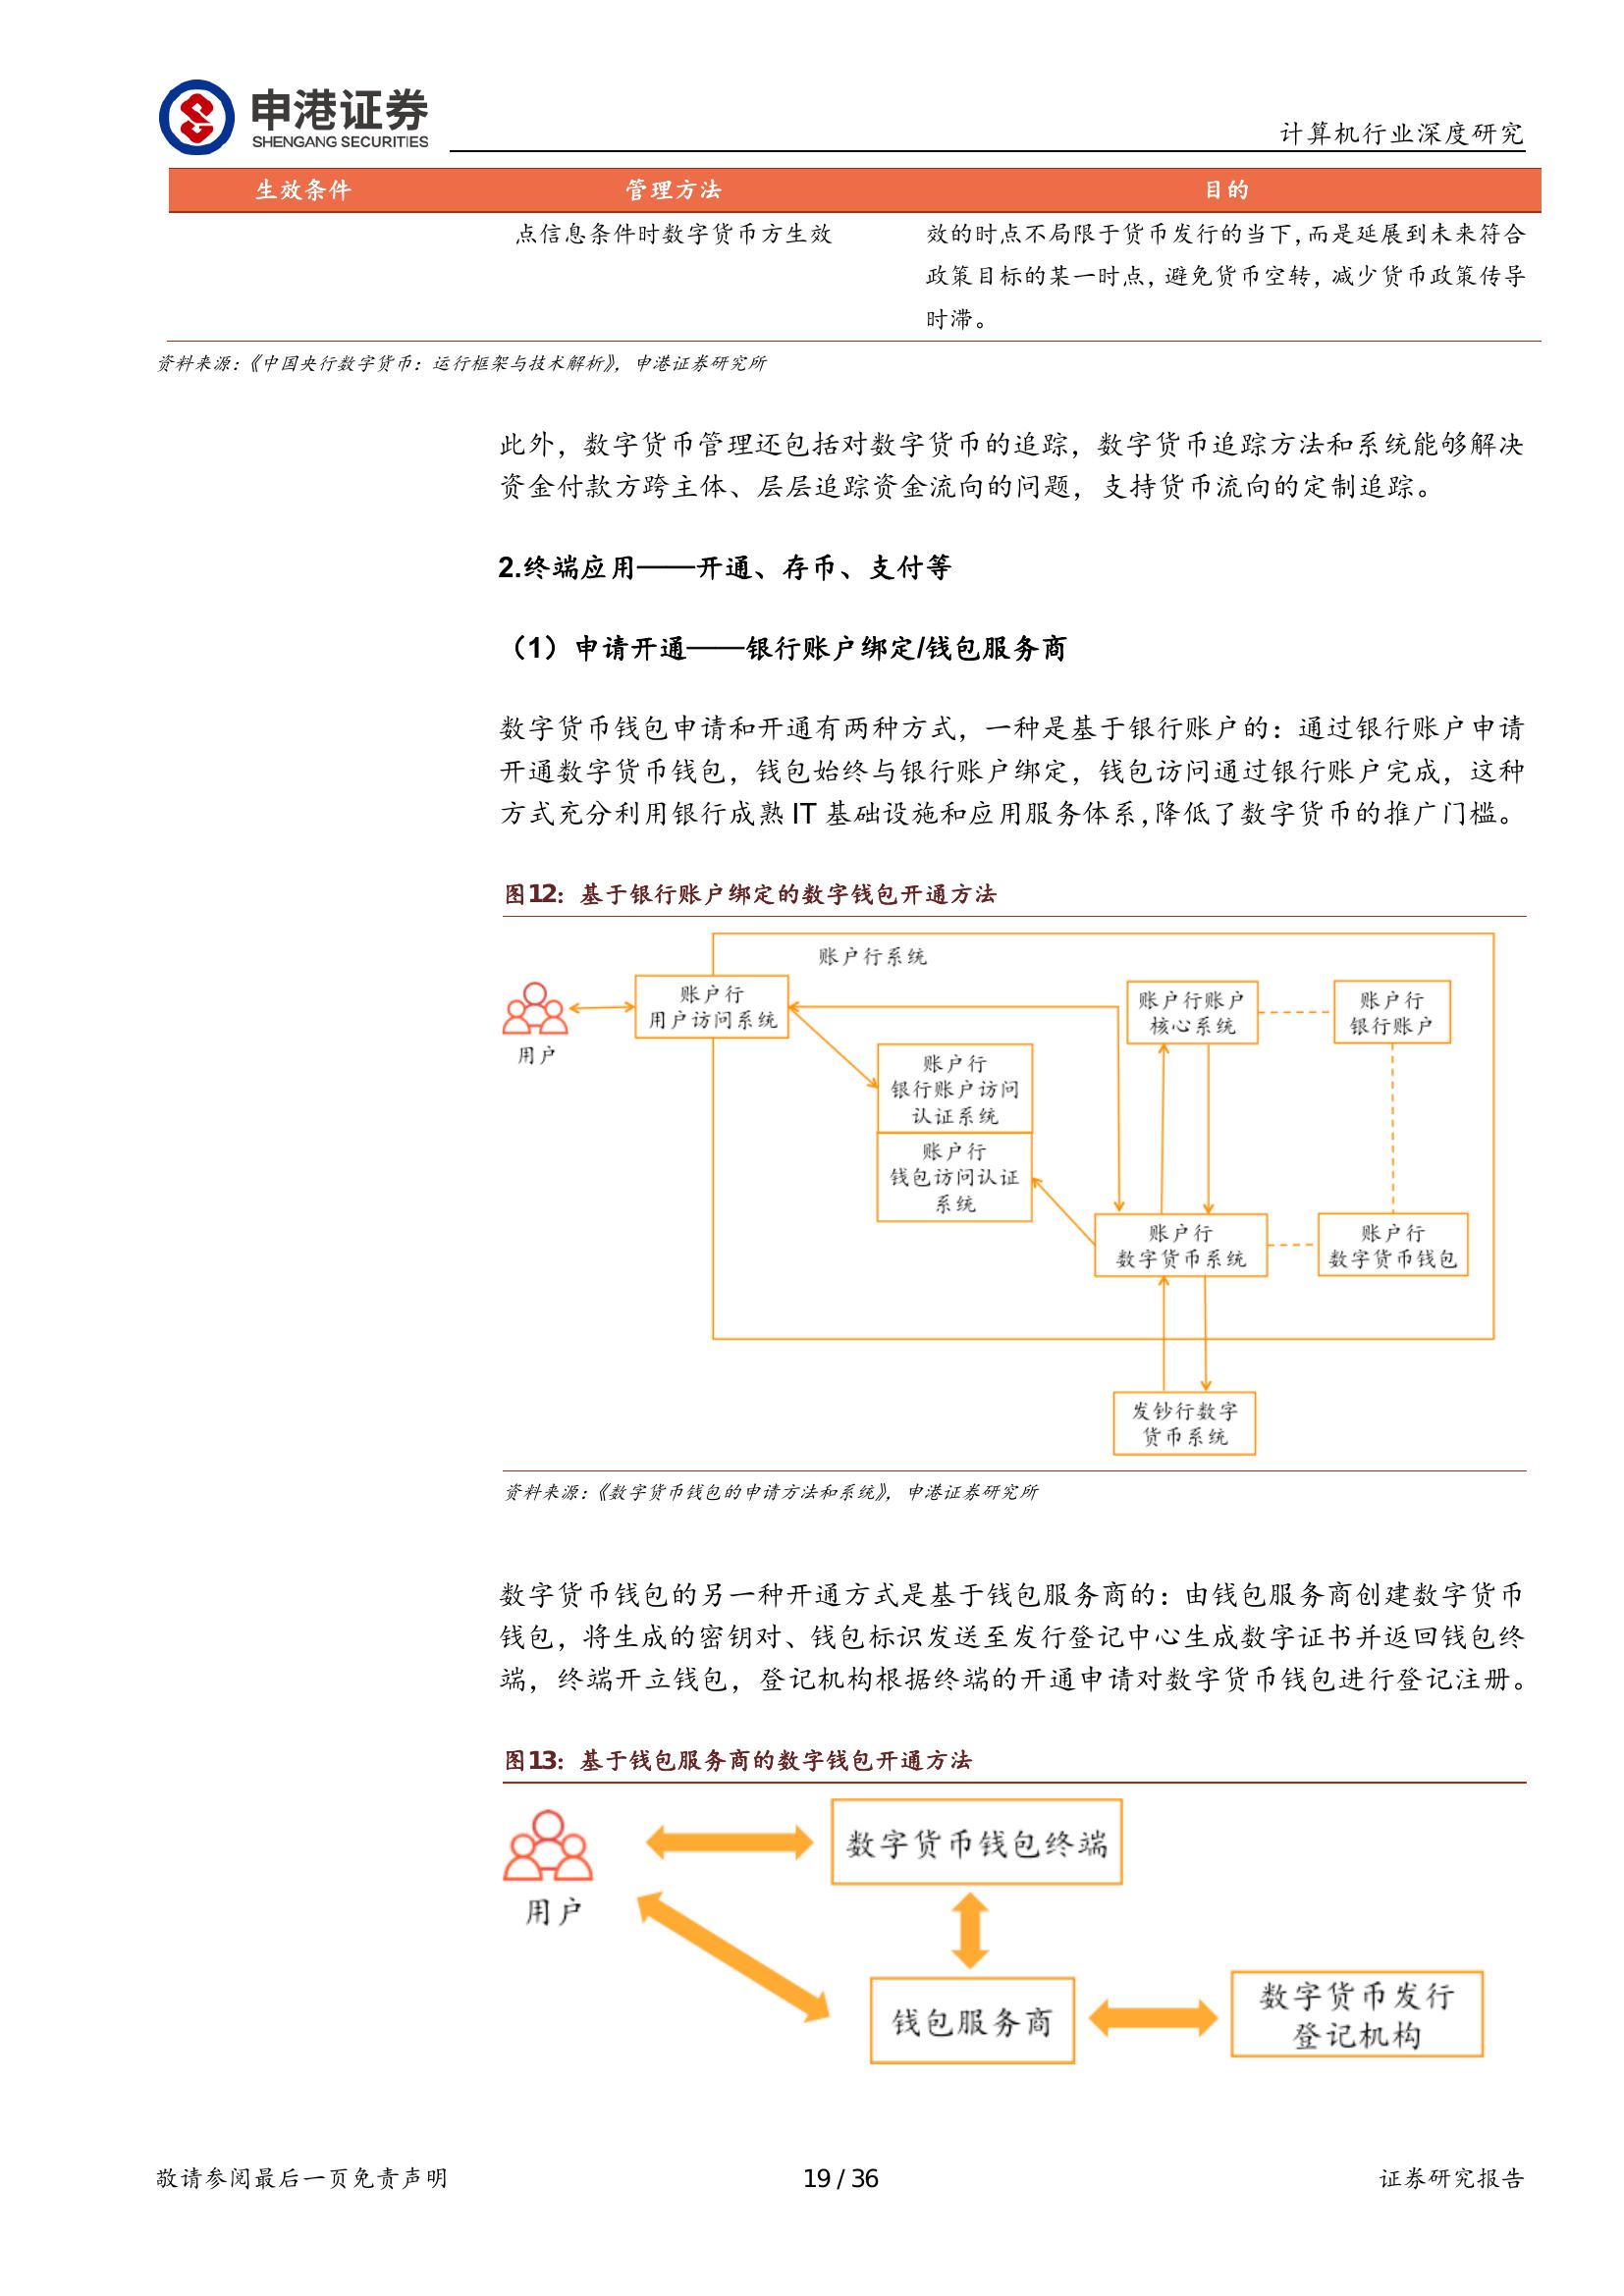 申港证券
SHENGANG SECURITIES
计算机行业深度研究
生效条件 管理方法 目的
点信息条件时数字货币方生效
效的时点不局限于货币发行的当下，而是延展到未来符合
政策目标的某一时点，避免货币空转，减少货币政策传导
时滞。
资料来源：《中国央行数字货币：运行框架与技术解析》，申港证券研究所
此外，数字货币管理还包括对数字货币的追踪，数字货币追踪方法和系统能够解决
资金付款方跨主体、层层追踪资金流向的问题，支持货币流向的定制追踪。
2.终端应用——开通、存币、支付等
（1）申请开通——银行账户绑定/钱包服务商
数字货币钱包申请和开通有两种方式，一种是基于银行账户的：通过银行账户申请
开通数字货币钱包，钱包始终与银行账户绑定，钱包访问通过银行账户完成，这种
方式充分利用银行成熟 IT 基础设施和应用服务体系，降低了数字货币的推广门槛。
图12：基于银行账户绑定的数字钱包开通方法
账户行系统
用户
账户行
用户访问系统
账户行账户
核心系统
账户行
银行账户
账户行
银行账户访问
认证系统
账户行
钱包访问认证
系统
账户行
数字货币系统
账户行
数字货币钱包
发钞行数字
货币系统
资料来源：《数字货币钱包的申请方法和系统》，申港证券研究所
数字货币钱包的另一种开通方式是基于钱包服务商的：由钱包服务商创建数字货币
钱包，将生成的密钥对、钱包标识发送至发行登记中心生成数字证书并返回钱包终
端，终端开立钱包，登记机构根据终端的开通申请对数字货币钱包进行登记注册。
图13：基于钱包服务商的数字钱包开通方法
用户
数字货币钱包终端
钱包服务商
数字货币发行
登记机构
敬请参阅最后一页免责声明
19 / 36
证券研究报告